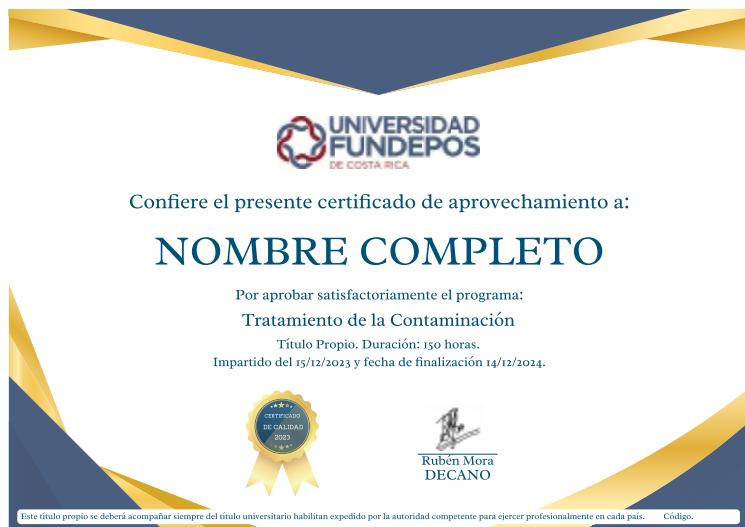 UNIVERSIDAD
FUNDEPOS
DE COSTA RICA
Confiere el presente certificado de aprovechamiento a:
NOMBRE COMPLETO
Por aprobar satisfactoriamente el programa:
Tratamiento de la Contaminación
Título Propio. Duración: 150 horas.
Impartido del 15/12/2023 y fecha de finalización 14/12/2024.
CERTIFICADO
DE CALIDAD
2023
Rubén Mora
DECANO
Este título propio se deberá acompañar siempre del título universitario habilitan expedido por la autoridad competente para ejercer profesionalmente en cada país. Código.